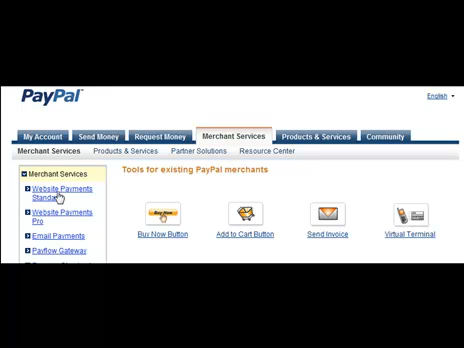 PayPal
English
My Account Send Money Request Money Merchant Services Products & Services Community
Merchant Services Products & Services Partner Solutions Resource Center
Merchant Services
Website Payments
Standard
Website Payments
Pro
Email Payments
Payflow Gateway
Tools for existing PayPal merchants
Buy Now
Buy Now Button
Add to Cart Button
Send Invoice
Virtual Terminal